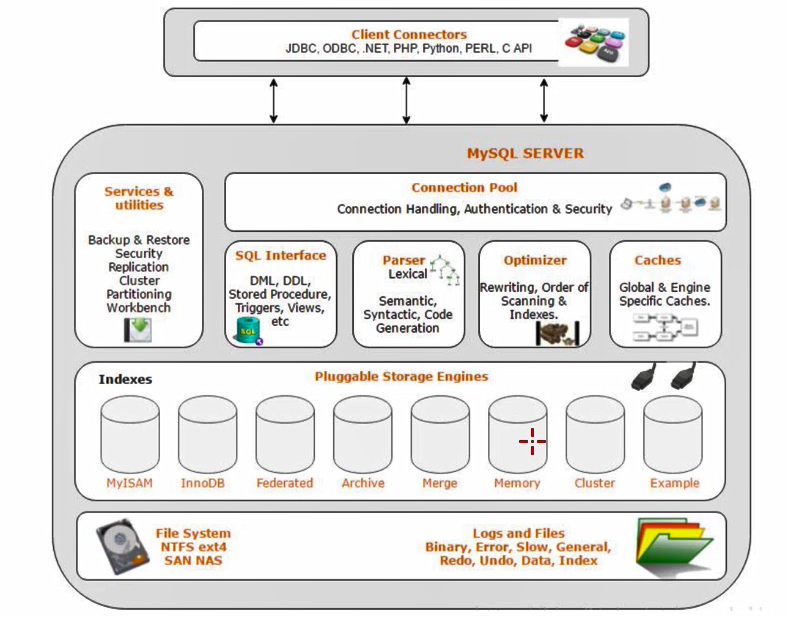 Client Connectors
JDBC, ODBC, .NET, PHP, Python, PERL, C API
MySQL SERVER
Services &
utilities
Backup & Restore
Security
Replication
Cluster
Partitioning
Workbench
Connection Pool
Connection Handling, Authentication & Security
SQL Interface
DML, DDL,
Stored Procedure,
Triggers, Views,
etc
SQL
Parser
Lexical
Semantic,
Syntactic, Code
Generation
Optimizer
Rewriting, Order of
Scanning &
Indexes.
Caches
Global & Engine
Specific Caches.
Indexes
Pluggable Storage Engines
MyISAM
InnoDB
Federated
Archive
Merge
Memory
Cluster
Example
File System
NTFS ext4
SAN NAS
Logs and Files
Binary, Error, Slow, General,
Redo, Undo, Data, Index